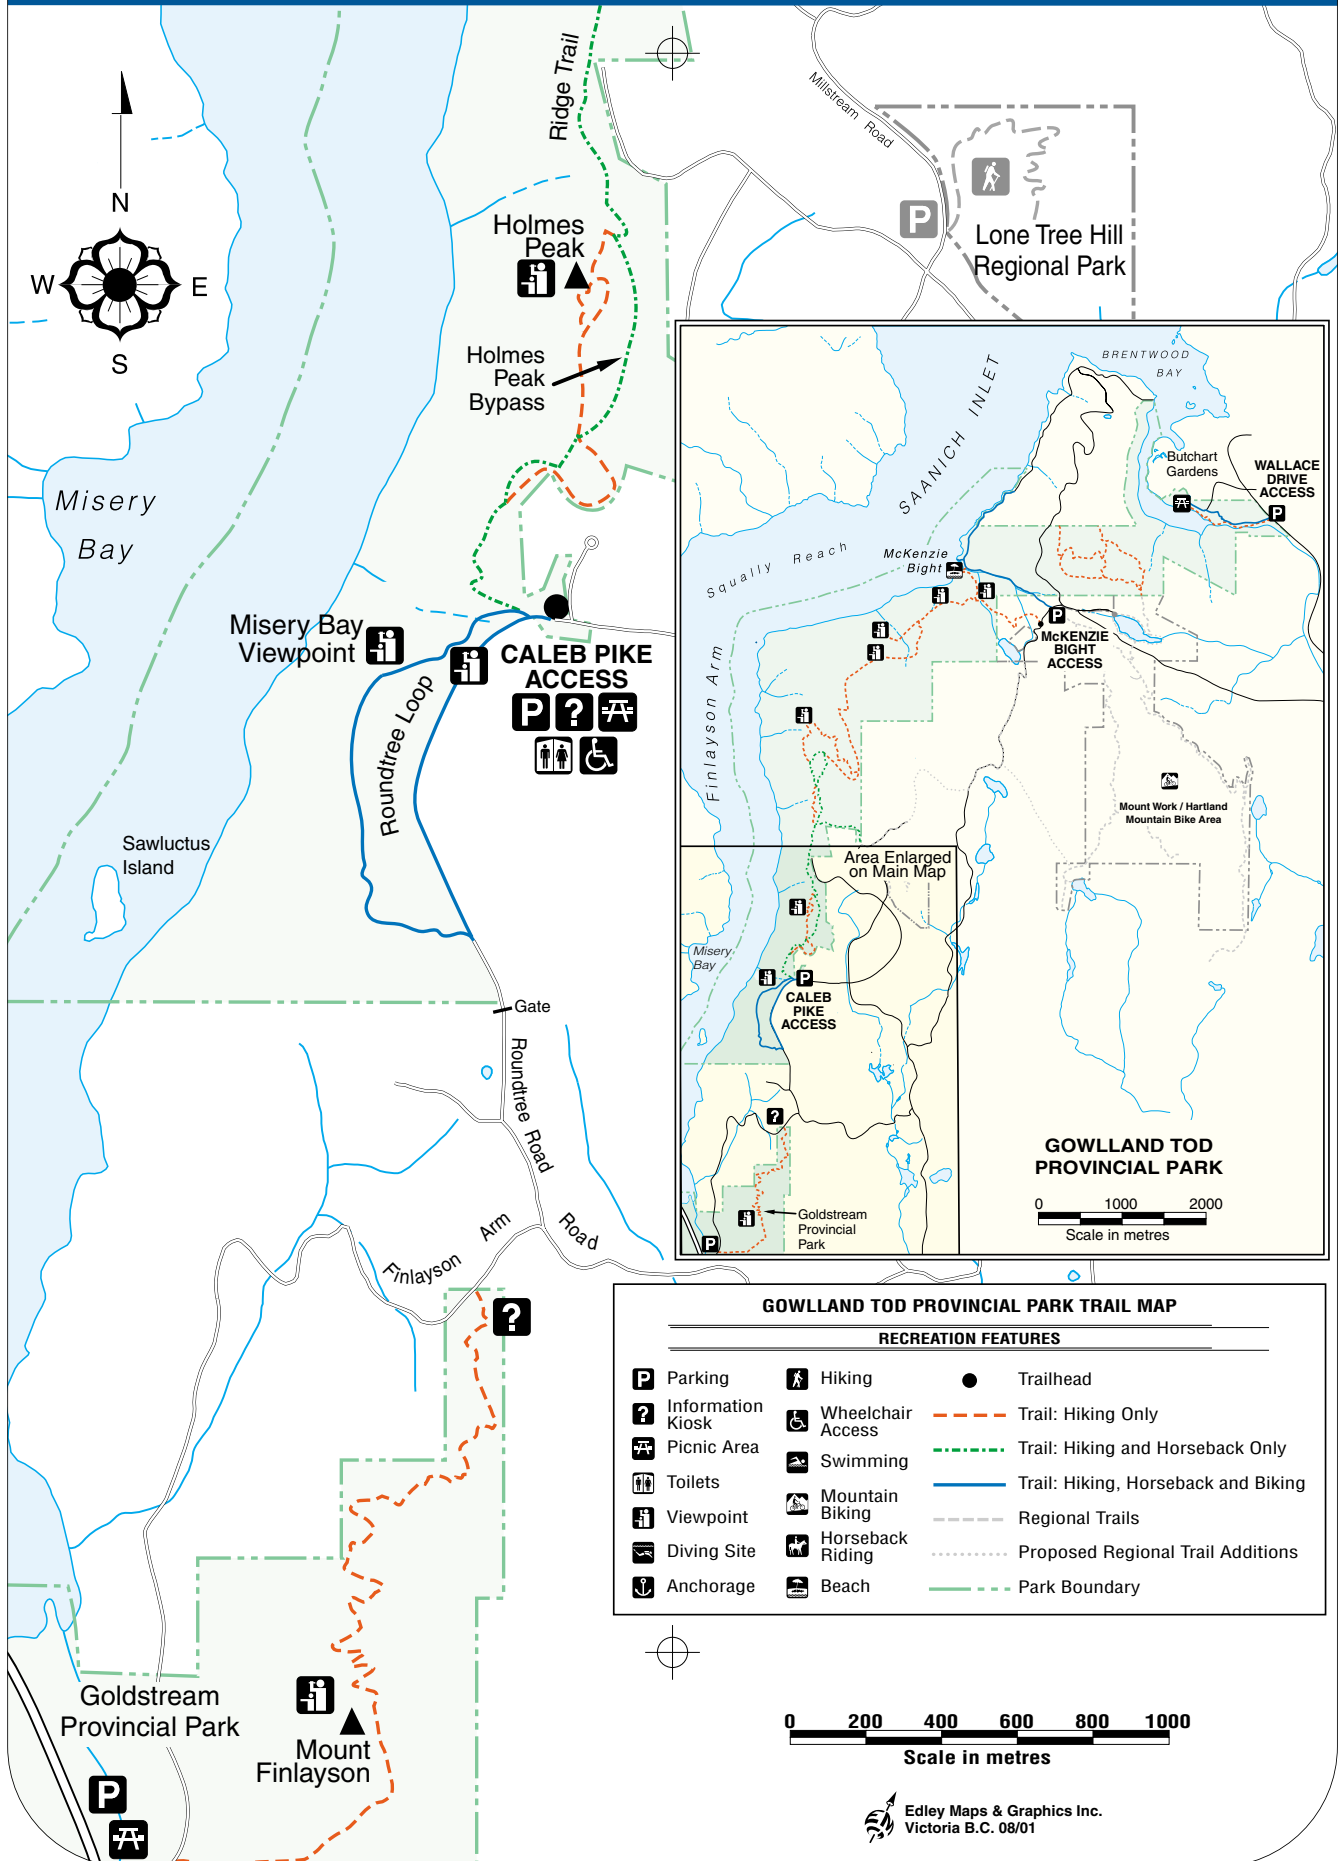 Ridge Trail
Millstream Road
N
W
E
S
Holmes
Peak
P
Lone Tree Hill
Regional Park
Holmes
Peak
Bypass
Misery
Bay
Misery Bay
Viewpoint
CALEB PIKE
ACCESS
P ?
Roundtree Loop
Sawluctus
Island
Gate
Roundtree Road
Finlayson Arm Road
?
Goldstream
Provincial Park
Mount
Finlayson
P
BRENTWOOD
BAY
SAANICH INLET
Butchart
Gardens
WALLACE
DRIVE
ACCESS
P
Squally Reach
McKenzie
Bight
P
McKENZIE
BIGHT
ACCESS
Finlayson Arm
Mount Work / Hartland
Mountain Bike Area
Area Enlarged
on Main Map
Misery
Bay
P
CALEB
PIKE
ACCESS
?
Goldstream
Provincial
Park
P
GOWLLAND TOD
PROVINCIAL PARK
0 1000 2000
Scale in metres
GOWLLAND TOD PROVINCIAL PARK TRAIL MAP
RECREATION FEATURES
P Parking
? Information
Kiosk
Picnic Area
Toilets
Viewpoint
Diving Site
Anchorage
Hiking
Wheelchair
Access
Swimming
Mountain
Biking
Horseback
Riding
Beach
Trailhead
Trail: Hiking Only
Trail: Hiking and Horseback Only
Trail: Hiking, Horseback and Biking
Regional Trails
Proposed Regional Trail Additions
Park Boundary
0 200 400 600 800 1000
Scale in metres
Edley Maps & Graphics Inc.
Victoria B.C. 08/01